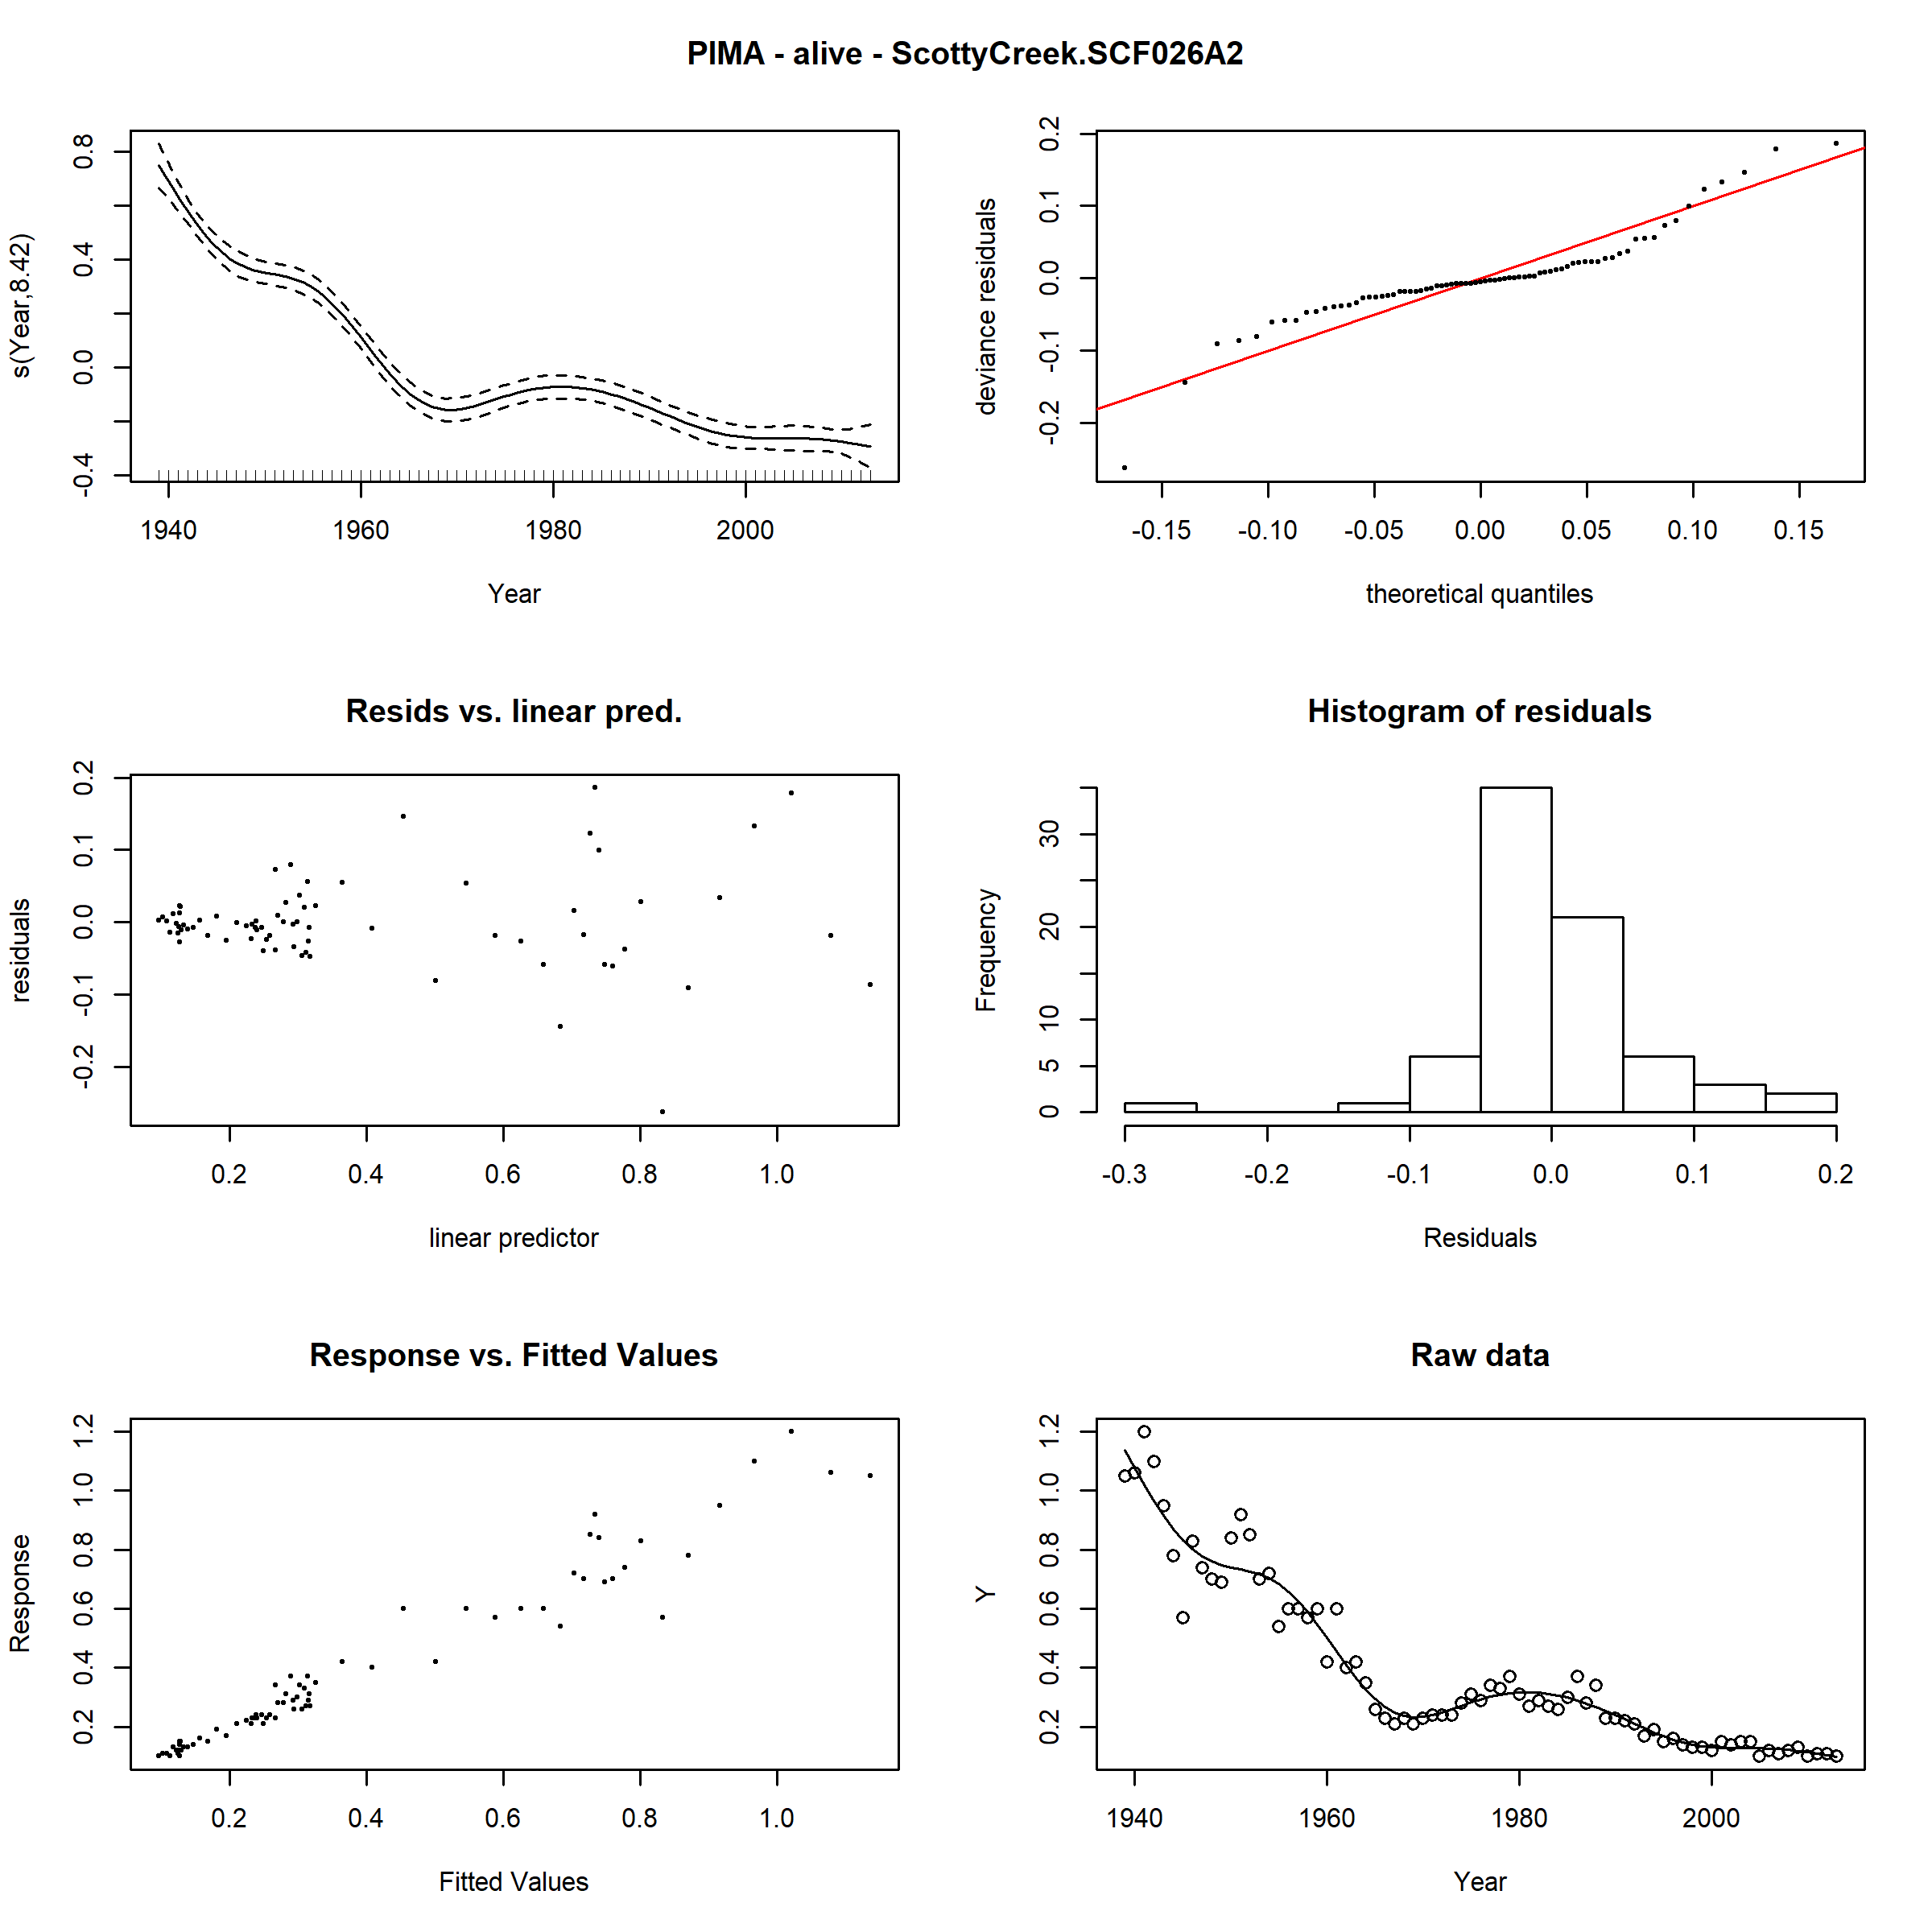 PIMA - alive - ScottyCreek.SCF026A2
s(Year,8.42)
-0.4 0.0 0.4 0.8
1940 1960 1980 2000
Year
deviance residuals
-0.2 -0.1 0.0 0.1 0.2
-0.15 -0.10 -0.05 0.00 0.05 0.10 0.15
theoretical quantiles
Resids vs. linear pred.
residuals
-0.2 -0.1 0.0 0.1 0.2
0.2 0.4 0.6 0.8 1.0
linear predictor
Histogram of residuals
Frequency
0 5 10 20 30
-0.3 -0.2 -0.1 0.0 0.1 0.2
Residuals
Response vs. Fitted Values
Response
0.2 0.4 0.6 0.8 1.0 1.2
0.2 0.4 0.6 0.8 1.0
Fitted Values
Raw data
Y
0.2 0.4 0.6 0.8 1.0 1.2
1940 1960 1980 2000
Year